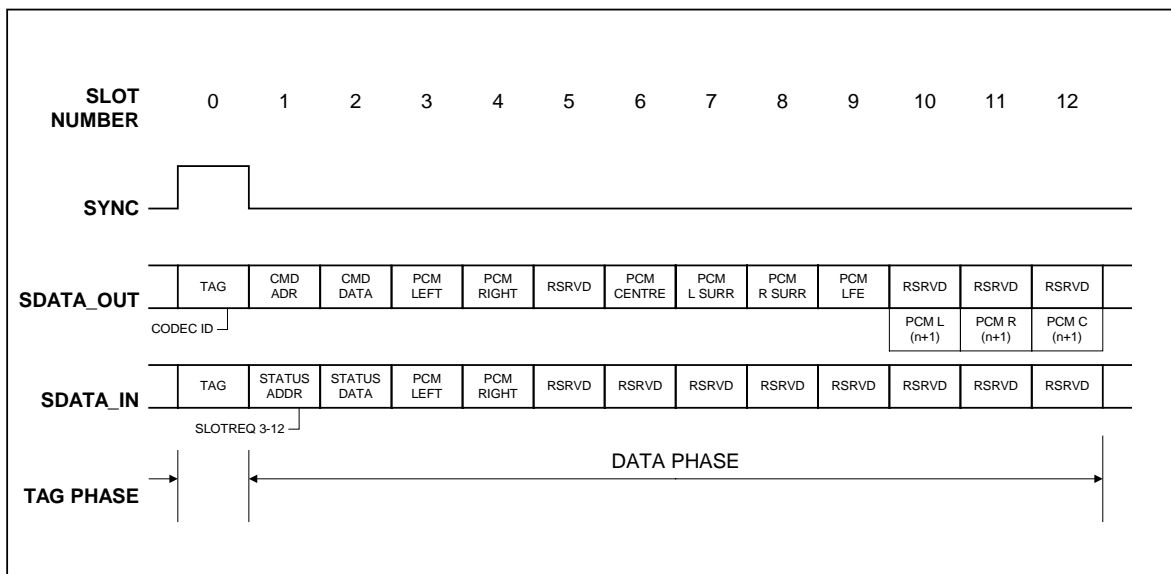 SLOT NUMBER 0 1 2 3 4 5 6 7 8 9 10 11 12
SYNC
SDATA_OUT TAG CMD ADR CMD DATA PCM LEFT PCM RIGHT RSRVD PCM CENTRE PCM L SURR PCM R SURR PCM LFE RSRVD RSRVD RSRVD
CODEC ID PCM L (n+1) PCM R (n+1) PCM C (n+1)
SDATA_IN TAG STATUS ADDR STATUS DATA PCM LEFT PCM RIGHT RSRVD RSRVD RSRVD RSRVD RSRVD RSRVD RSRVD RSRVD
SLOTREQ 3-12
DATA PHASE
TAG PHASE